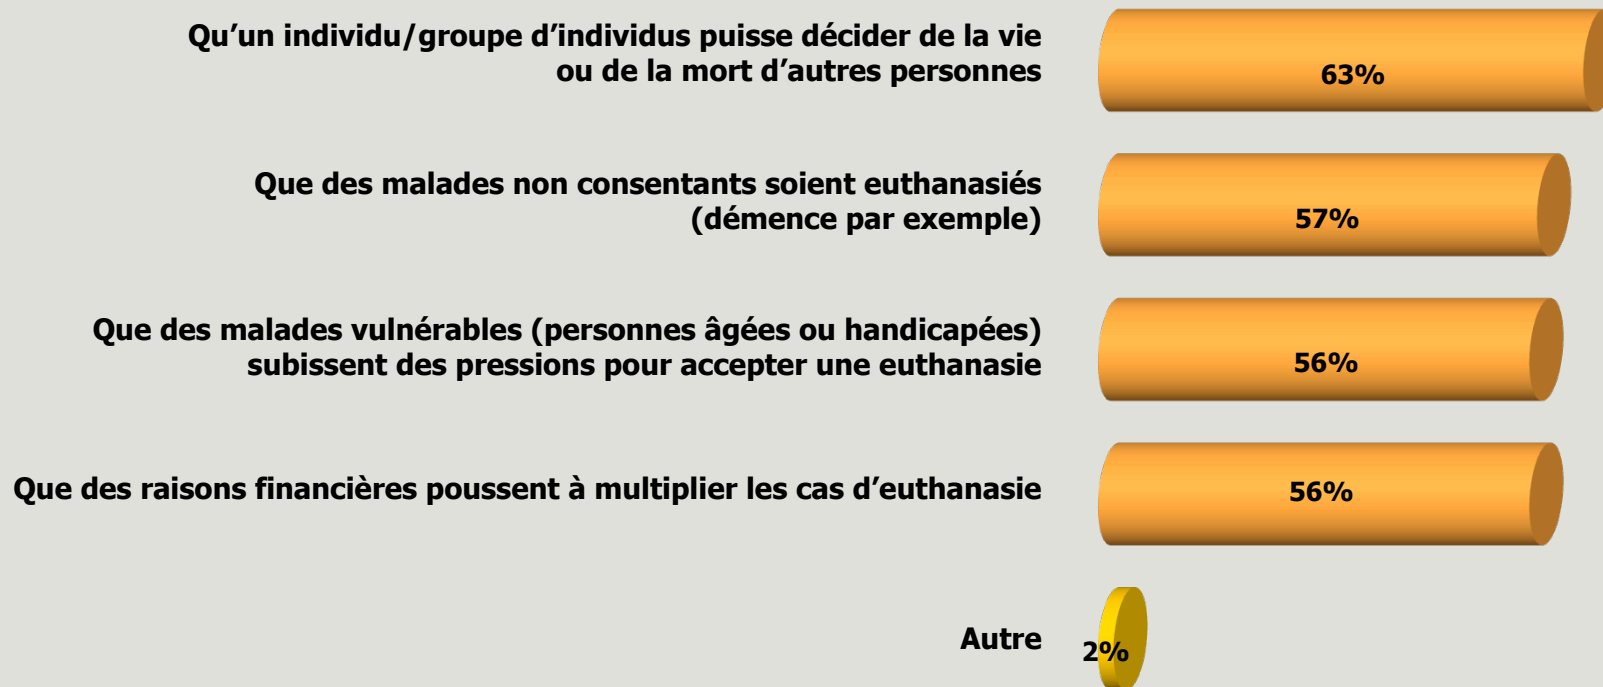 Qu’un individu/groupe d’individus puisse décider de la vie
ou de la mort d’autres personnes
63%
Que des malades non consentants soient euthanasiés
(démence par exemple)
57%
Que des malades vulnérables (personnes âgées ou handicapées)
subissent des pressions pour accepter une euthanasie
56%
Que des raisons financières poussent à multiplier les cas d’euthanasie
56%
Autre
2%